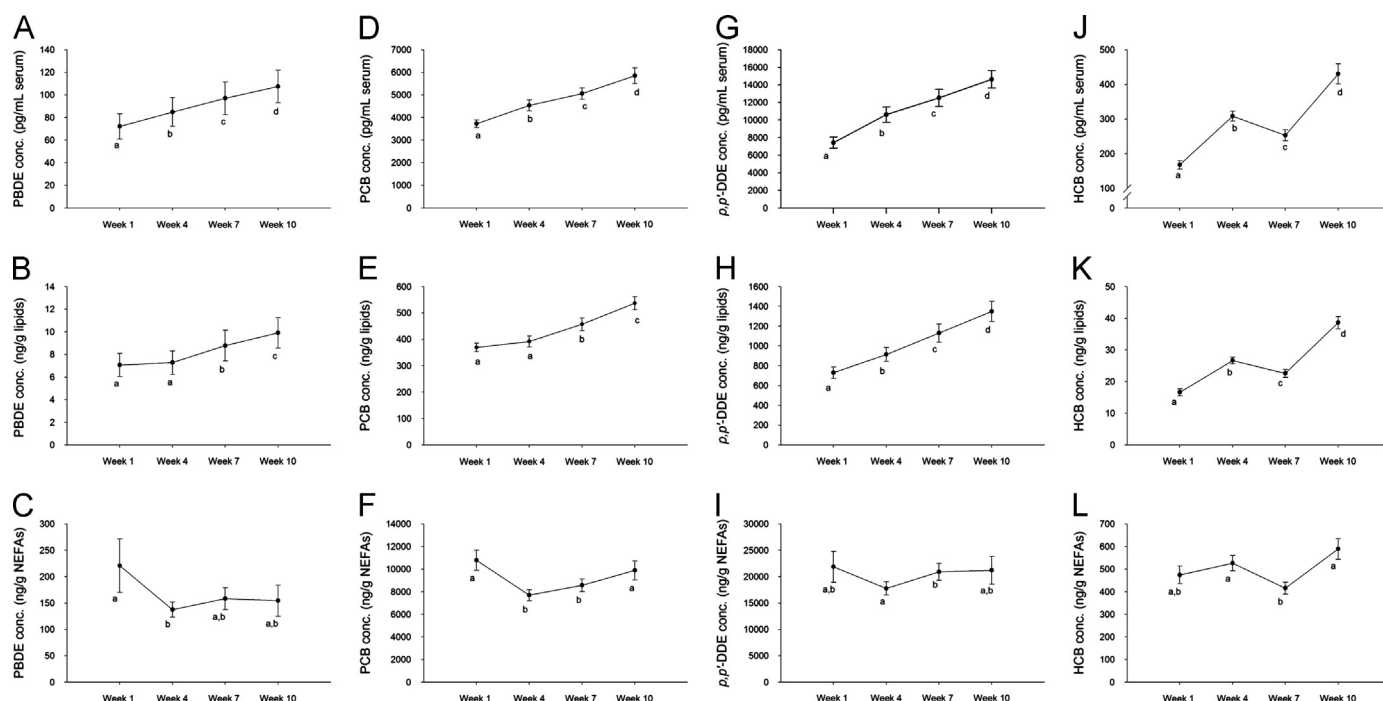 A
PBDE conc. (pg/mL serum)
140
120
100
80
60
40
20
0
a
b
c
d
Week 1 Week 4 Week 7 Week 10
D
PCB conc. (pg/mL serum)
7000
6000
5000
4000
3000
2000
1000
0
a
b
c
d
Week 1 Week 4 Week 7 Week 10
G
p,p'-DDE conc. (pg/mL serum)
18000
16000
14000
12000
10000
8000
6000
4000
2000
0
a
b
c
d
Week 1 Week 4 Week 7 Week 10
J
HCB conc. (pg/mL serum)
500
400
300
200
100
0
a
b
c
d
Week 1 Week 4 Week 7 Week 10
B
PBDE conc. (ng/g lipids)
14
12
10
8
6
4
2
0
a
a
b
c
Week 1 Week 4 Week 7 Week 10
E
PCB conc. (ng/g lipids)
600
500
400
300
200
100
0
a
a
b
c
Week 1 Week 4 Week 7 Week 10
H
p,p'-DDE conc. (ng/g lipids)
1600
1400
1200
1000
800
600
400
200
0
a
b
c
d
Week 1 Week 4 Week 7 Week 10
K
HCB conc. (ng/g lipids)
50
40
30
20
10
0
a
b
c
d
Week 1 Week 4 Week 7 Week 10
C
PBDE conc. (ng/g NEFAs)
300
250
200
150
100
50
0
a
b
a,b
a,b
Week 1 Week 4 Week 7 Week 10
F
PCB conc. (ng/g NEFAs)
14000
12000
10000
8000
6000
4000
2000
0
a
b
b
a
Week 1 Week 4 Week 7 Week 10
I
p,p'-DDE conc. (ng/g NEFAs)
30000
25000
20000
15000
10000
5000
0
a,b
a
b
a,b
Week 1 Week 4 Week 7 Week 10
L
HCB conc. (ng/g NEFAs)
700
600
500
400
300
200
100
0
a,b
a
b
a
Week 1 Week 4 Week 7 Week 10